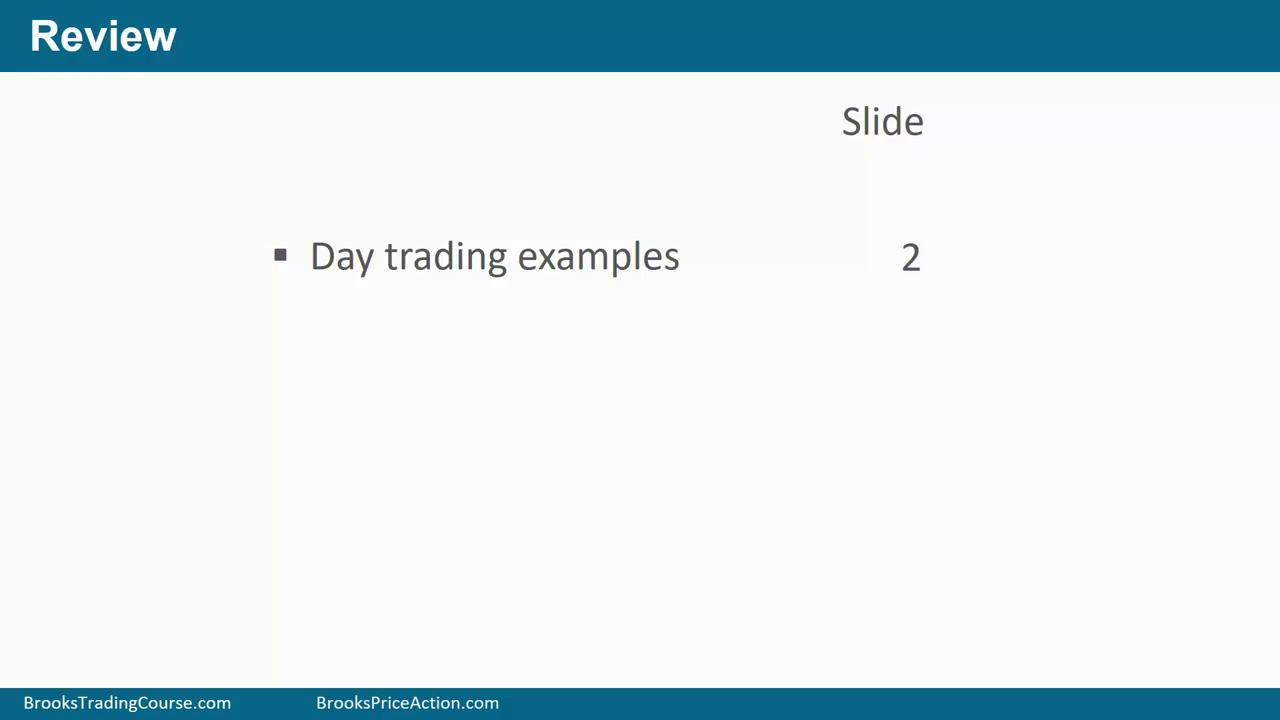 Review
Slide
▪ Day trading examples 2
BrooksTradingCourse.com BrooksPriceAction.com